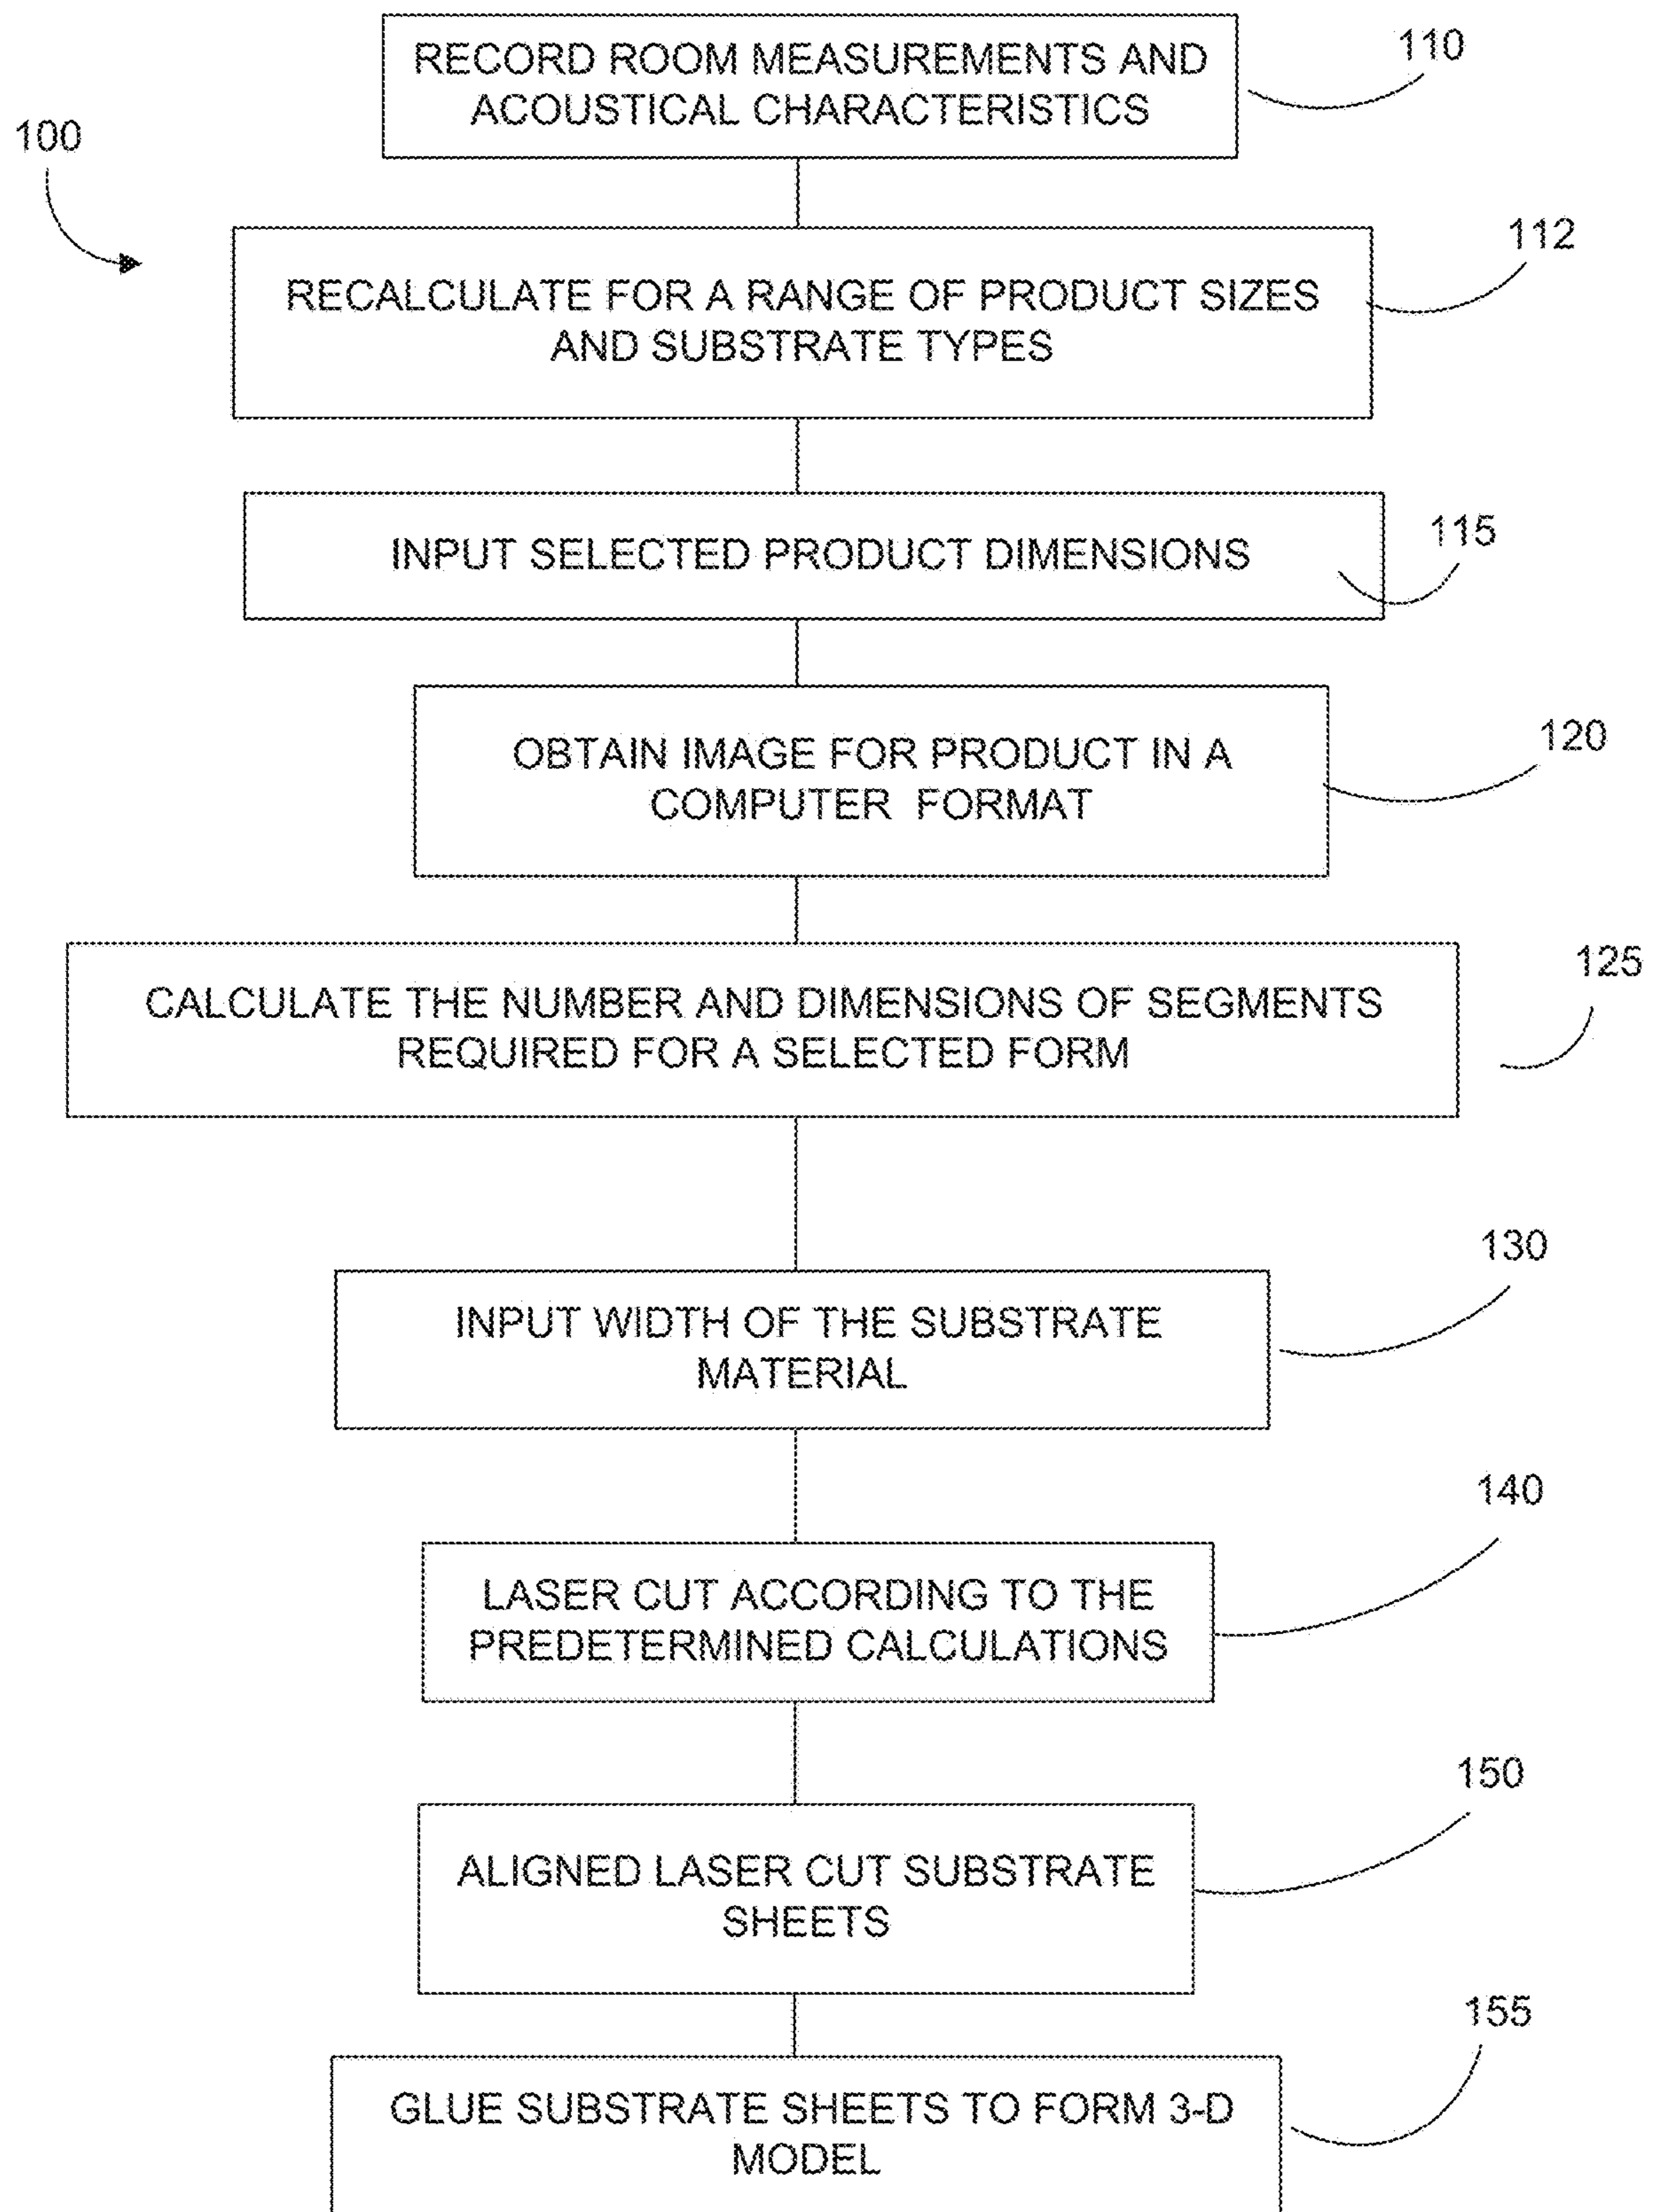 RECORD ROOM MEASUREMENTS AND
ACOUSTICAL CHARACTERISTICS
110
100
RECALCULATE FOR A RANGE OF PRODUCT SIZES
AND SUBSTRATE TYPES
112
INPUT SELECTED PRODUCT DIMENSIONS
115
OBTAIN IMAGE FOR PRODUCT IN A
COMPUTER FORMAT
120
CALCULATE THE NUMBER AND DIMENSIONS OF SEGMENTS
REQUIRED FOR A SELECTED FORM
125
INPUT WIDTH OF THE SUBSTRATE
MATERIAL
130
LASER CUT ACCORDING TO THE
PREDETERMINED CALCULATIONS
140
ALIGNED LASER CUT SUBSTRATE
SHEETS
150
GLUE SUBSTRATE SHEETS TO FORM 3-D
MODEL
155